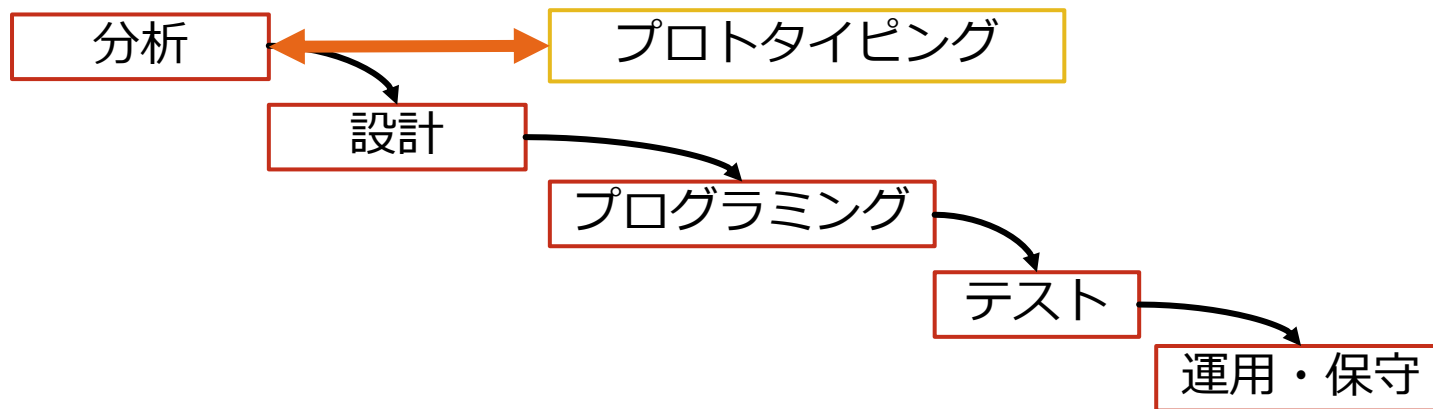 分析
プロトタイピング
設計
プログラミング
テスト
運用・保守